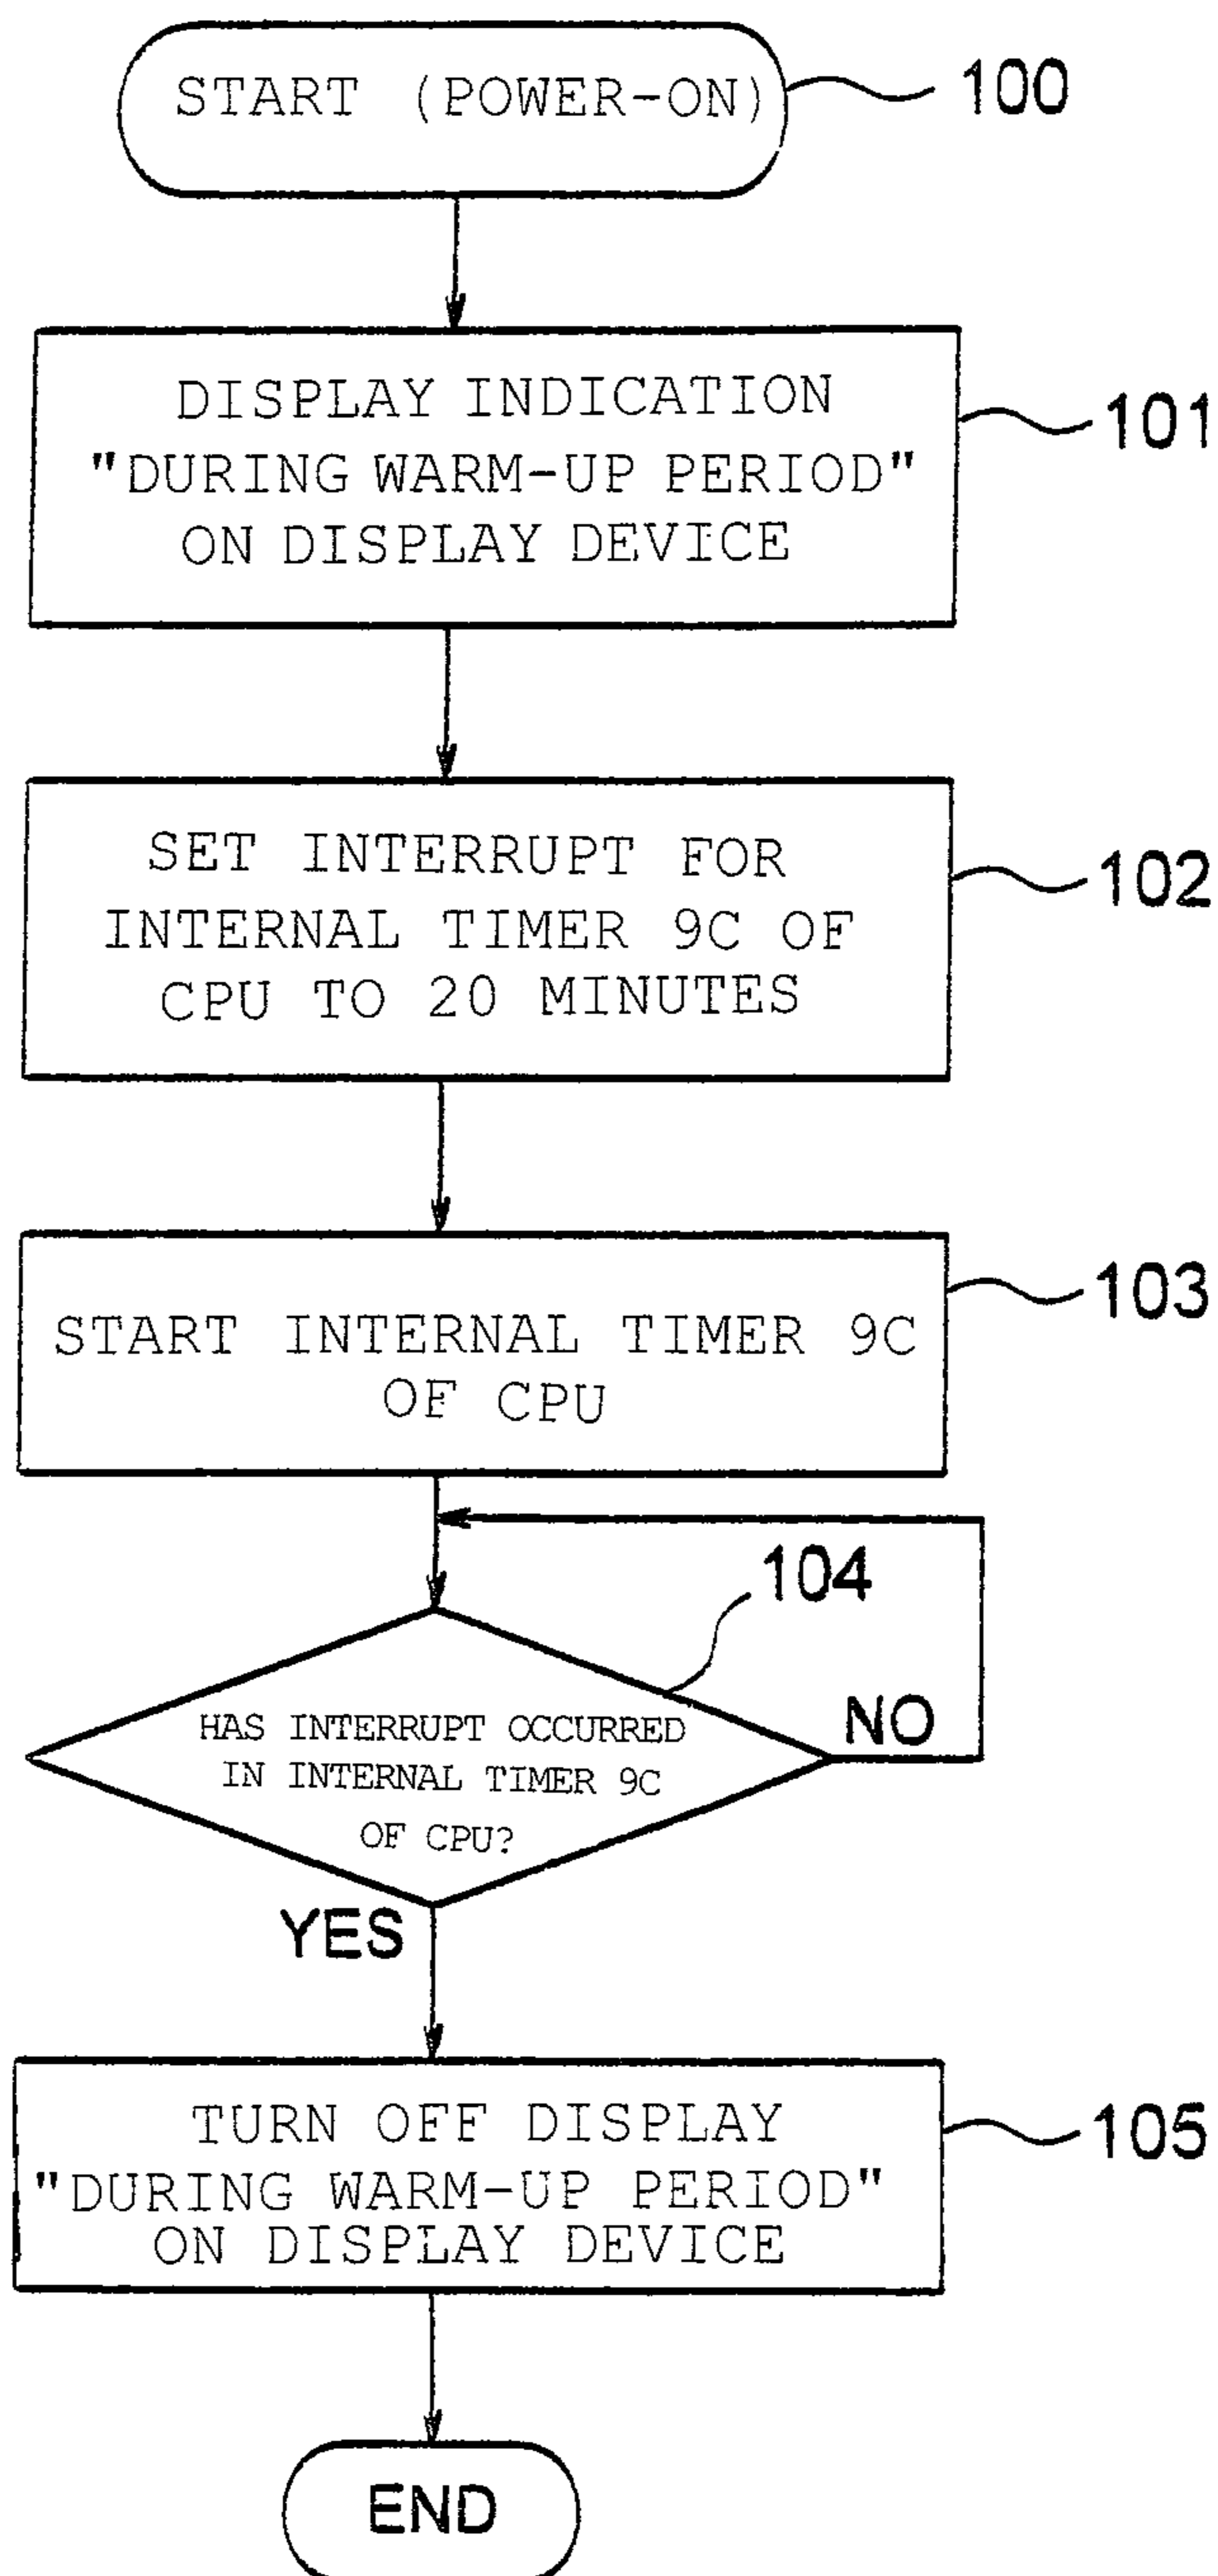 START (POWER-ON)
100
DISPLAY INDICATION
"DURING WARM-UP PERIOD"
ON DISPLAY DEVICE
101
SET INTERRUPT FOR
INTERNAL TIMER 9C OF
CPU TO 20 MINUTES
102
START INTERNAL TIMER 9C
OF CPU
103
104
HAS INTERRUPT OCCURRED
IN INTERNAL TIMER 9C
OF CPU?
NO
YES
TURN OFF DISPLAY
"DURING WARM-UP PERIOD"
ON DISPLAY DEVICE
105
END